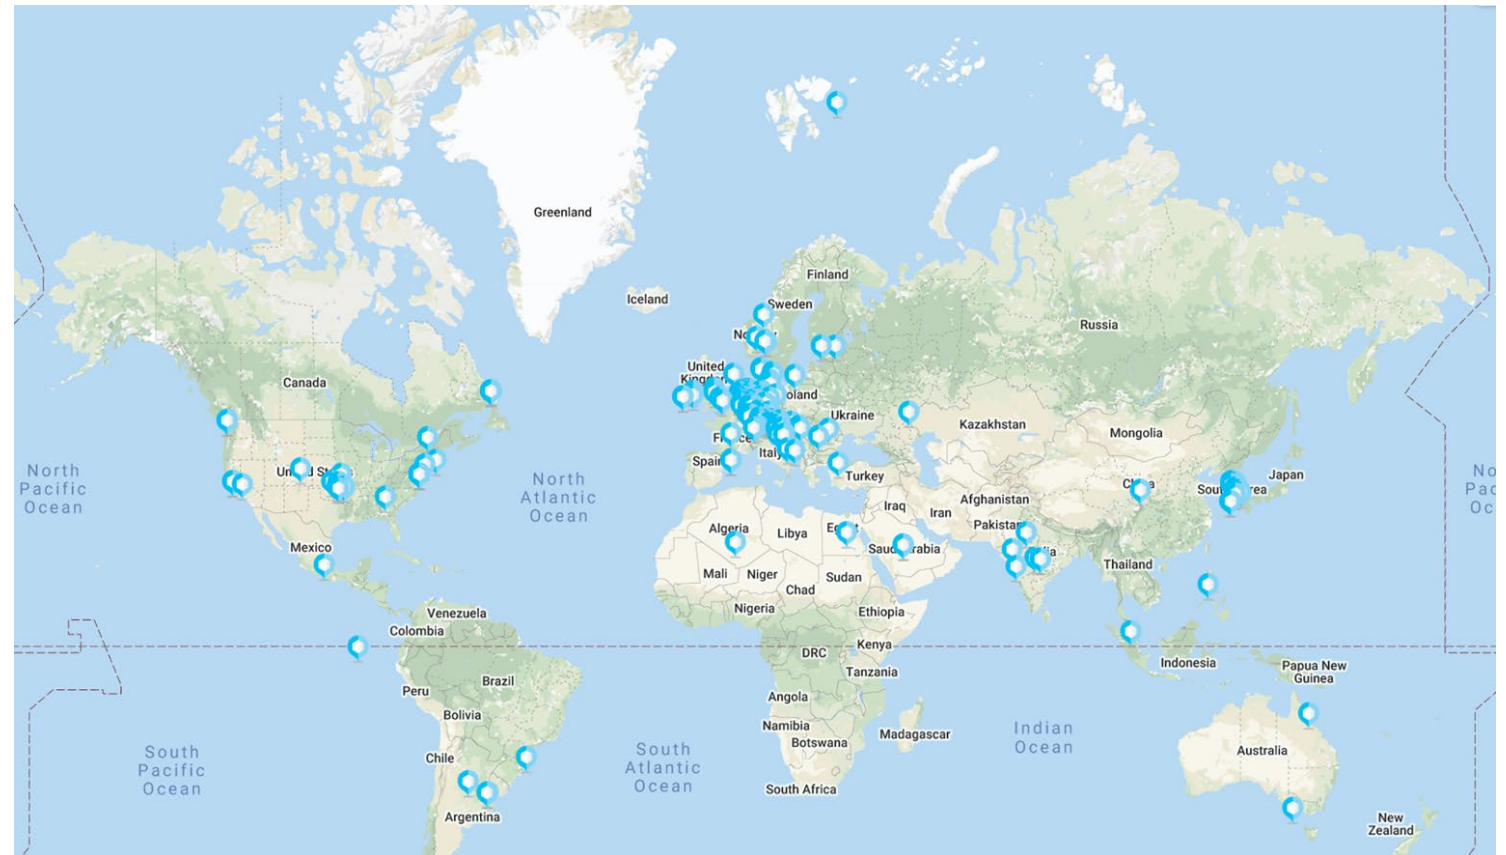 Greenland
Finland
Iceland
Sweden
Russia
United
Canada
Ukraine
Kazakhstan
Mongolia
North
Pacific
Ocean
North
Atlantic
Ocean
Spain
Italy
Turkey
Japan
Iraq
Iran
Afghanistan
Pakistan
Algeria
Libya
Mexico
Thailand
Mali
Niger
Chad
Sudan
Nigeria
Ethiopia
Venezuela
Colombia
DRC
Kenya
Tanzania
Indonesia
Papua New
Guinea
Peru
Brazil
Bolivia
Angola
Namibia
Botswana
Madagascar
South Africa
Indian
Ocean
Australia
South
Pacific
Ocean
South
Atlantic
Ocean
Chile
Argentina
New
Zealand